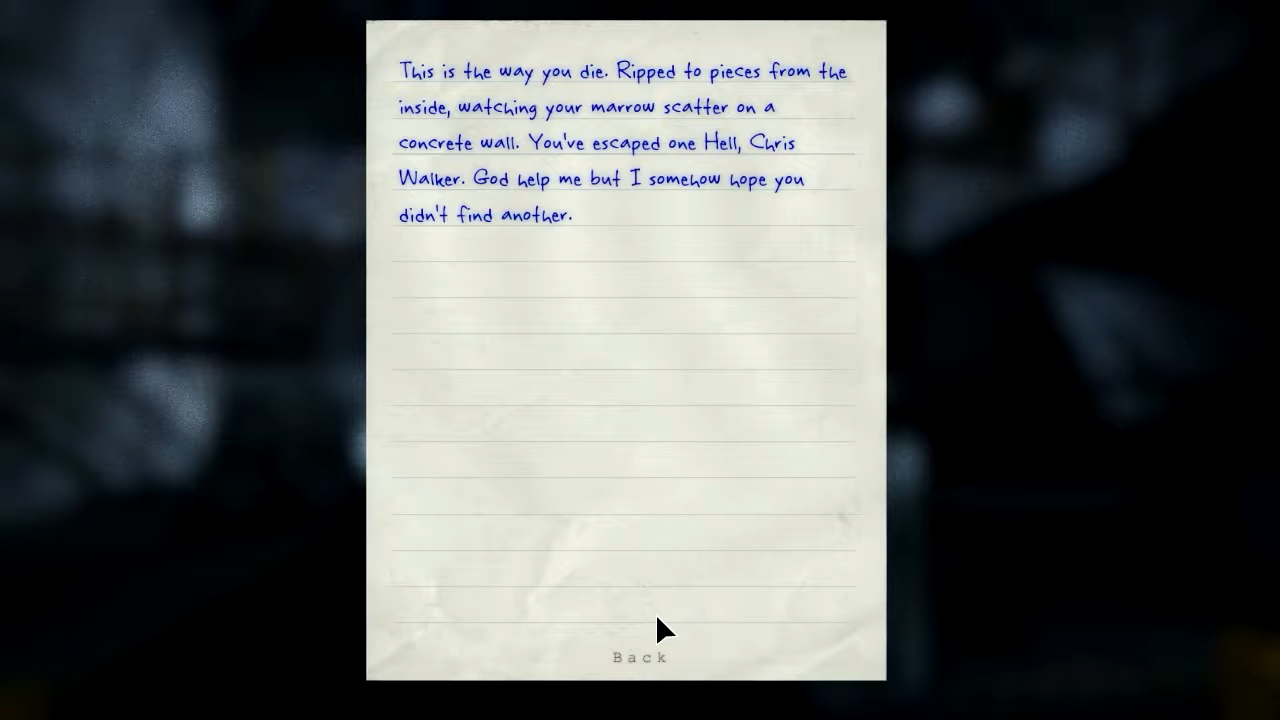 This is the way you die. Ripped to pieces from the
inside, watching your marrow scatter on a
concrete wall. You've escaped one Hell, Chris
Walker. God help me but I somehow hope you
didn't find another.
Back